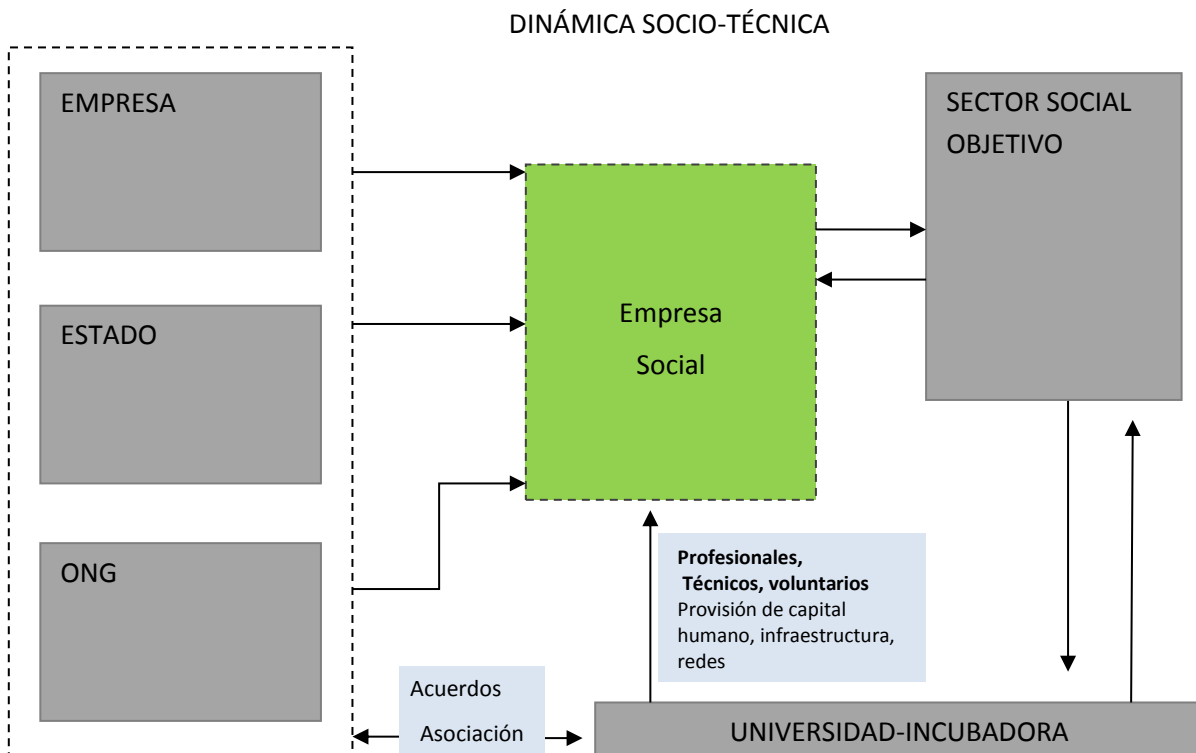 DINÁMICA SOCIO-TÉCNICA
EMPRESA
ESTADO
ONG
Empresa
Social
SECTOR SOCIAL
OBJETIVO
Profesionales,
Técnicos, voluntarios
Provisión de capital
humano, infraestructura,
redes
Acuerdos
Asociación
UNIVERSIDAD-INCUBADORA